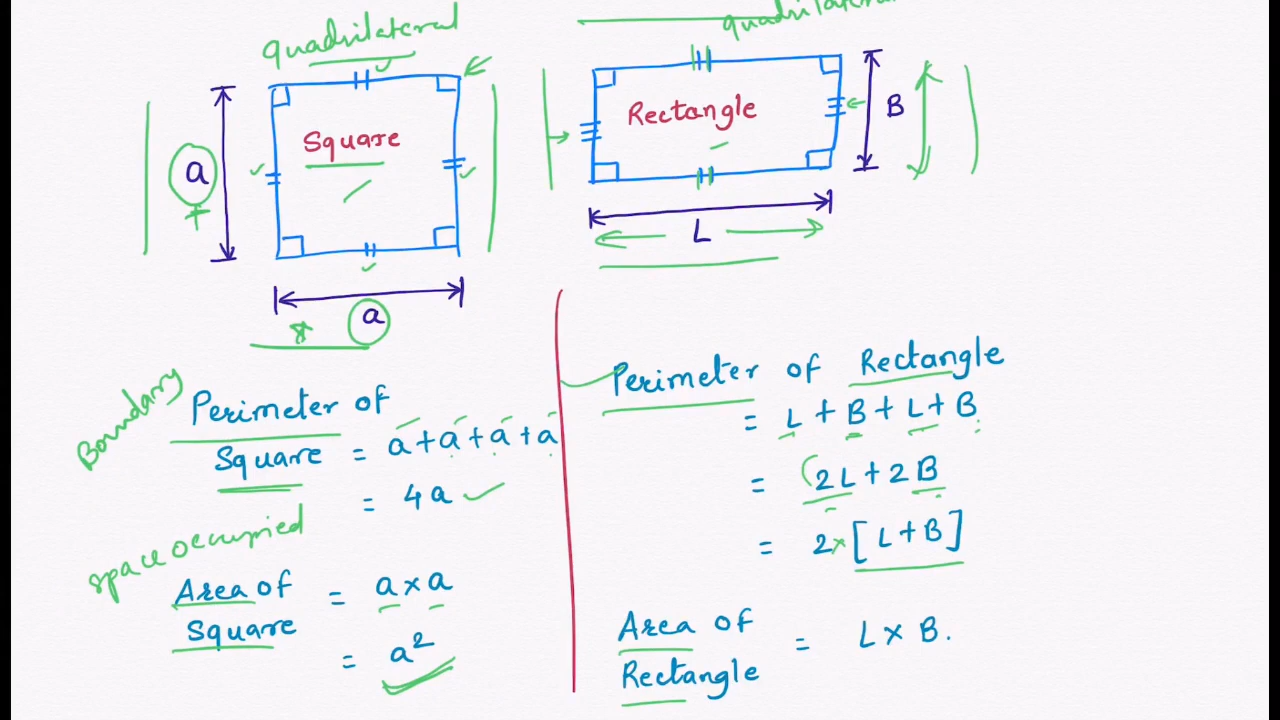 quadrilateral
quadrilateral
Square
Rectangle
a
B
L
a
Boundary
Perimeter of
Square = a + a + a + a
= 4a
space occupied
Area of
Square = a × a
= a²
Perimeter of Rectangle
= L + B + L + B
= (2L + 2B
= 2 × [L + B]
Area of
Rectangle = L × B.